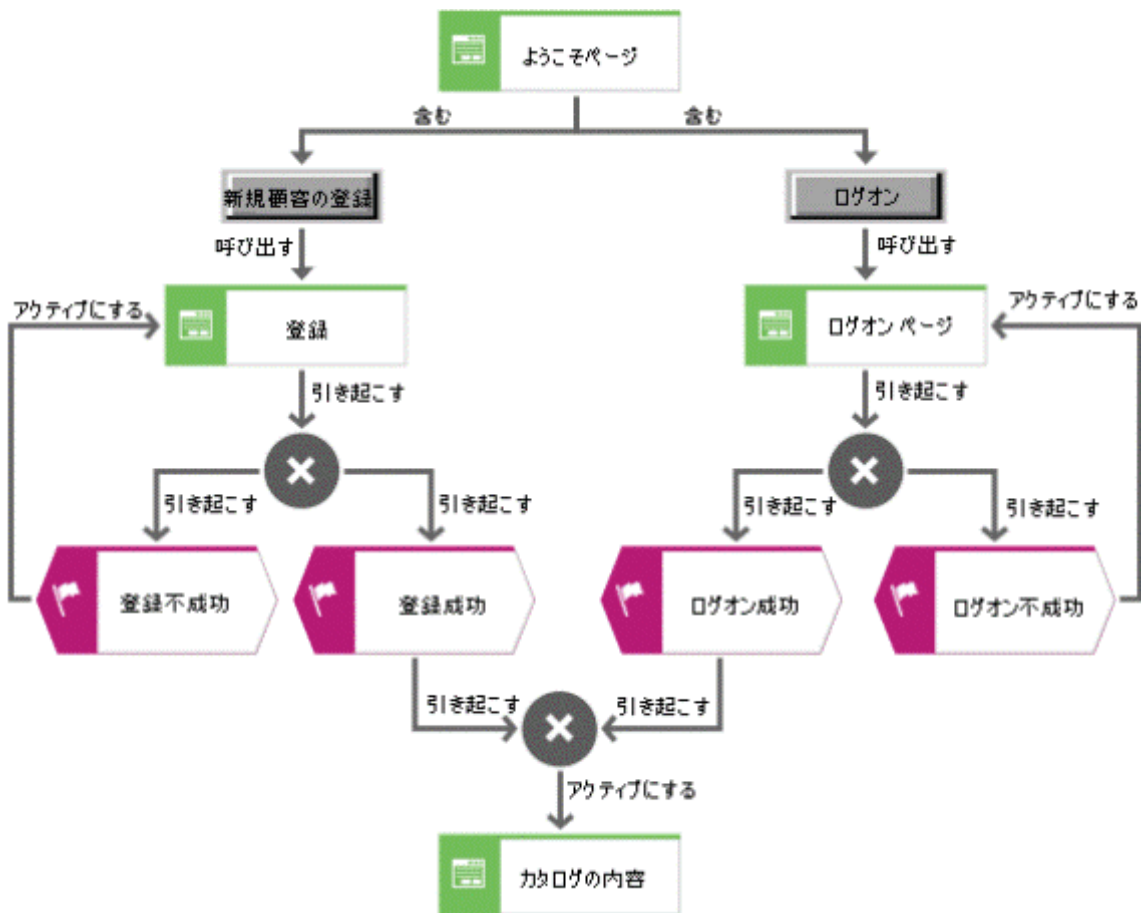 ようこそページ
含む
含む
新規顧客の登録
ログオン
呼び出す
呼び出す
アクティブにする
アクティブにする
登録
ログオン ページ
引き起こす
引き起こす
引き起こす
引き起こす
引き起こす
引き起こす
登録不成功
登録成功
ログオン成功
ログオン不成功
引き起こす
引き起こす
アクティブにする
カタログの内容